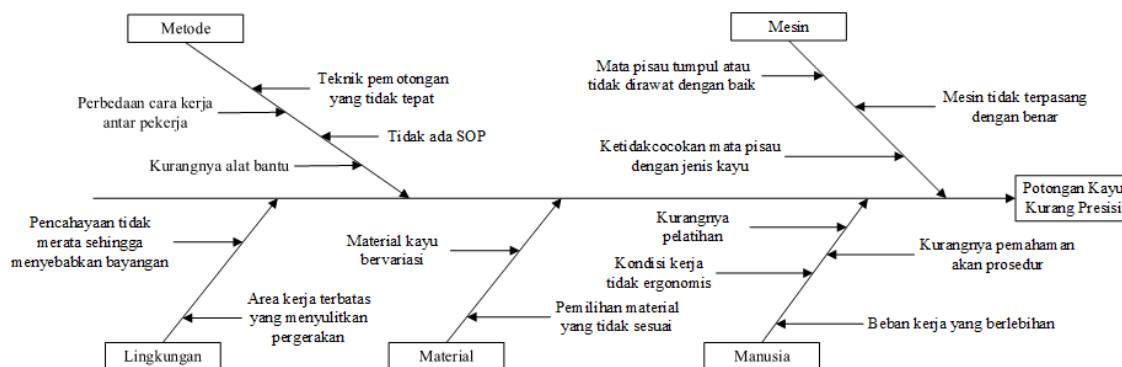 Metode
Mesin
Teknik pemotongan
yang tidak tepat
Perbedaan cara kerja
antar pekerja
Tidak ada SOP
Kurangnya alat bantu
Mata pisau tumpul atau
tidak dirawat dengan baik
Mesin tidak terpasang
dengan benar
Ketidakcocokan mata pisau
dengan jenis kayu
Potongan Kayu
Kurang Presisi
Pencahayaan tidak
merata sehingga
menyebabkan bayangan
Area kerja terbatas
yang menyulitkan
pergerakan
Material kayu
bervariasi
Pemilihan material
yang tidak sesuai
Kurangnya
pelatihan
Kurangnya pemahaman
akan prosedur
Kondisi kerja
tidak ergonomis
Beban kerja yang berlebihan
Lingkungan
Material
Manusia